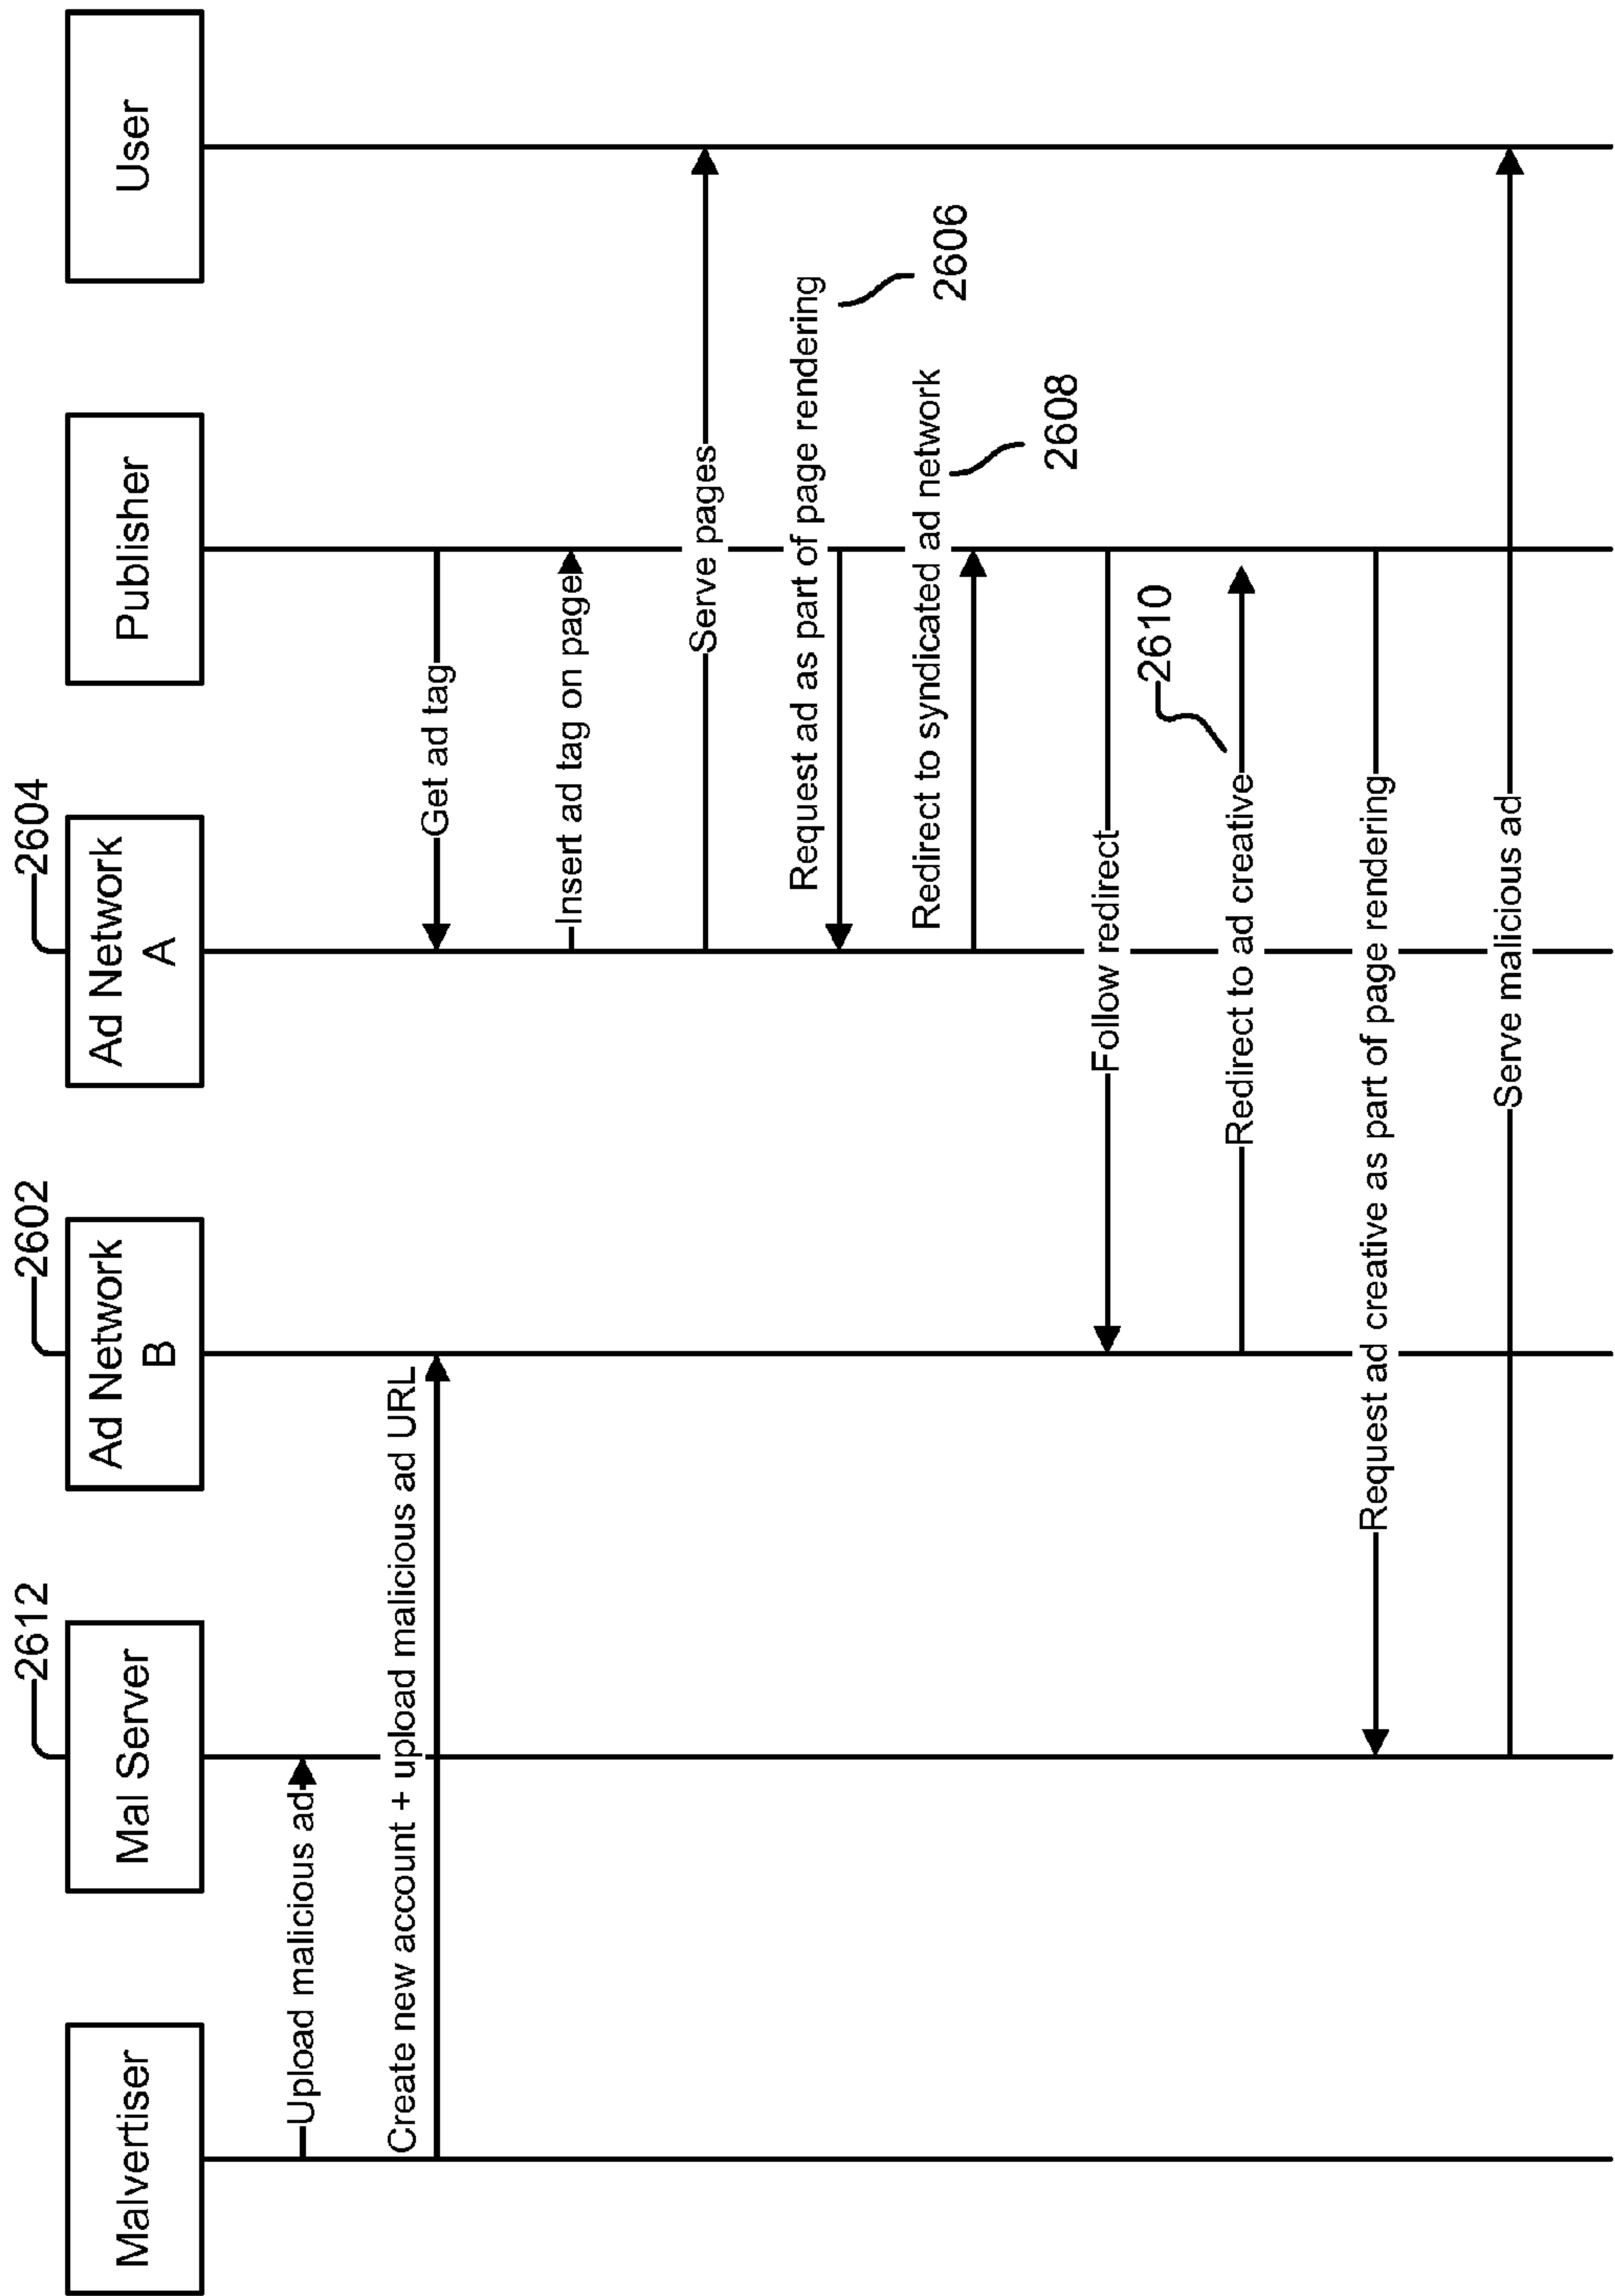 2612
2602
2604
Malvertiser
Mal Server
Ad Network
B
Ad Network
A
Publisher
User
Upload malicious ad
Create new account + upload malicious ad URL
Get ad tag
Insert ad tag on page
Serve pages
Request ad as part of page rendering
2606
Redirect to syndicated ad network
2608
Follow redirect
2610
Redirect to ad creative
Request ad creative as part of page rendering
Serve malicious ad